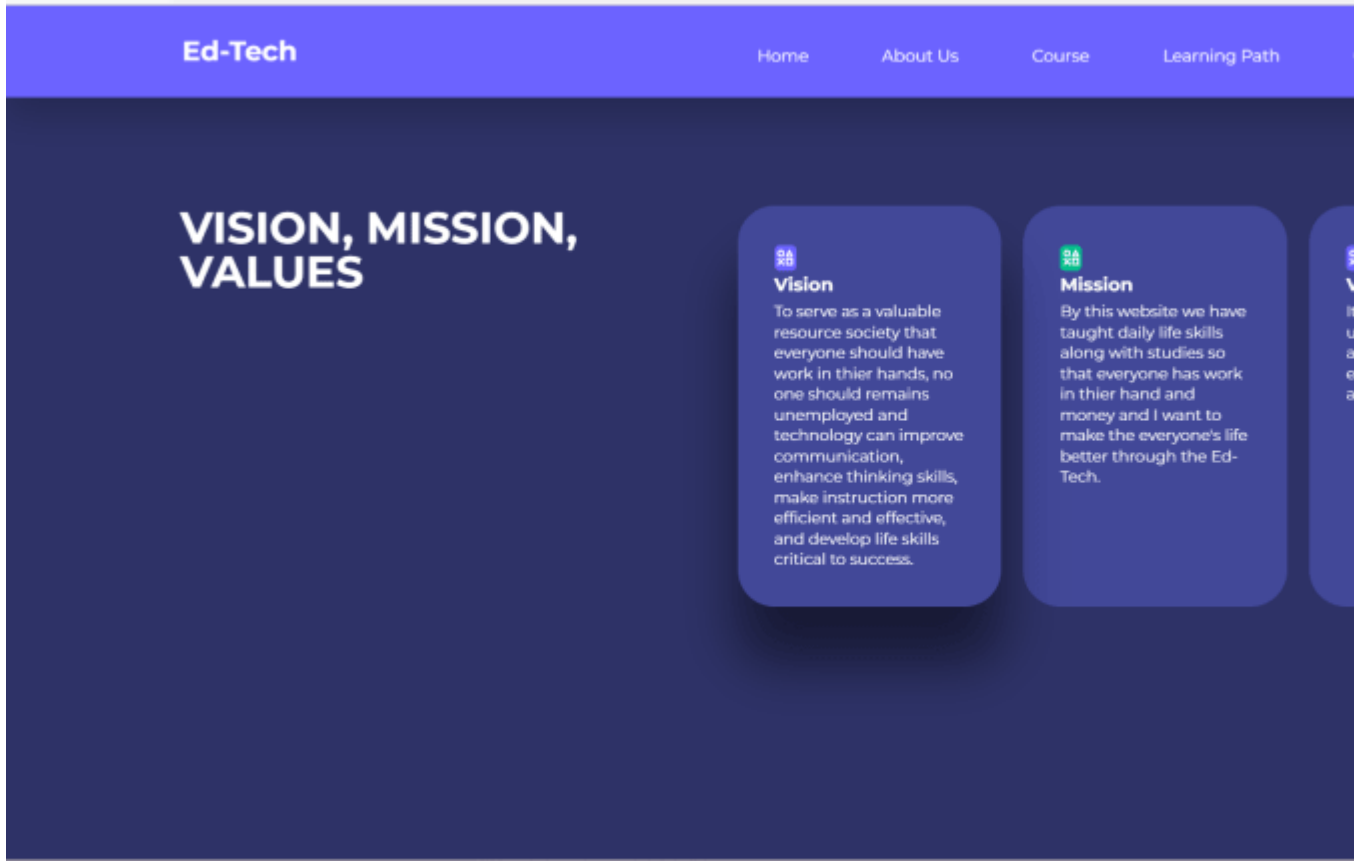 Ed-Tech
Home
About Us
Course
Learning Path
VISION, MISSION,
VALUES
Vision
To serve as a valuable
resource society that
everyone should have
work in thier hands, no
one should remains
unemployed and
technology can improve
communication,
enhance thinking skills,
make instruction more
efficient and effective,
and develop life skills
critical to success.
Mission
By this website we have
taught daily life skills
along with studies so
that everyone has work
in thier hand and
money and I want to
make the everyone's life
better through the Ed-
Tech.